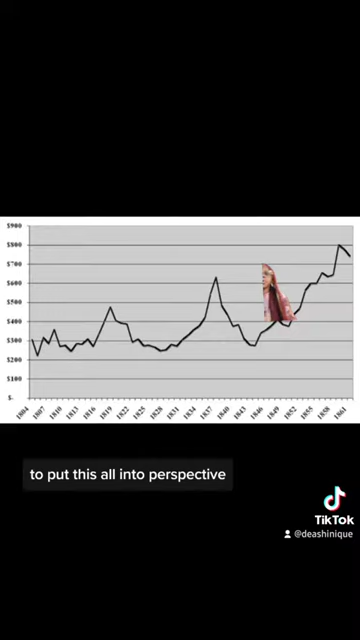 $900
$800
$700
$600
$500
$400
$300
$200
$100
$-
1804 1807 1810 1813 1816 1819 1822 1825 1828 1831 1834 1837 1840 1843 1846 1849 1852 1855 1858 1861
to put this all into perspective
TikTok
@deashinique